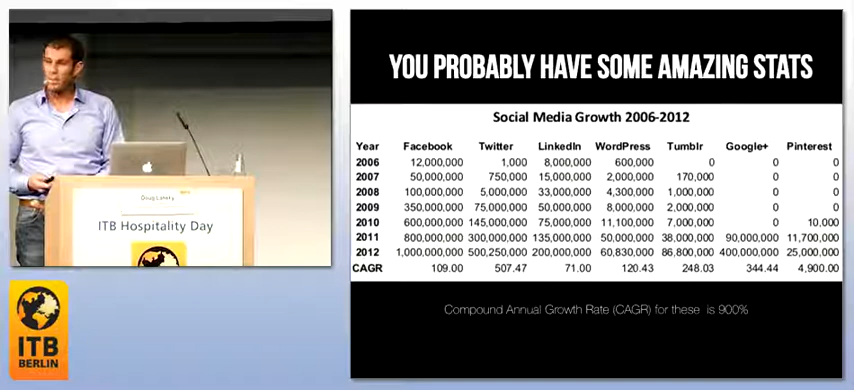 YOU PROBABLY HAVE SOME AMAZING STATS
Social Media Growth 2006-2012
Year Facebook Twitter LinkedIn WordPress Tumblr Google+ Pinterest
2006 12,000,000 1,000 8,000,000 600,000 0 0 0
2007 50,000,000 750,000 15,000,000 2,000,000 170,000 0 0
2008 100,000,000 5,000,000 33,000,000 4,300,000 1,000,000 0 0
2009 350,000,000 75,000,000 50,000,000 8,000,000 2,000,000 0 0
2010 600,000,000 145,000,000 75,000,000 11,100,000 7,000,000 0 10,000
2011 800,000,000 300,000,000 135,000,000 50,000,000 38,000,000 90,000,000 11,700,000
2012 1,000,000,000 500,250,000 200,000,000 60,830,000 86,800,000 400,000,000 25,000,000
CAGR 109.00 507.47 71.00 120.43 248.03 344.44 4,900.00
Compound Annual Growth Rate (CAGR) for these is 900%
Doug Lansky
ITB Hospitality Day
ITB
BERLIN